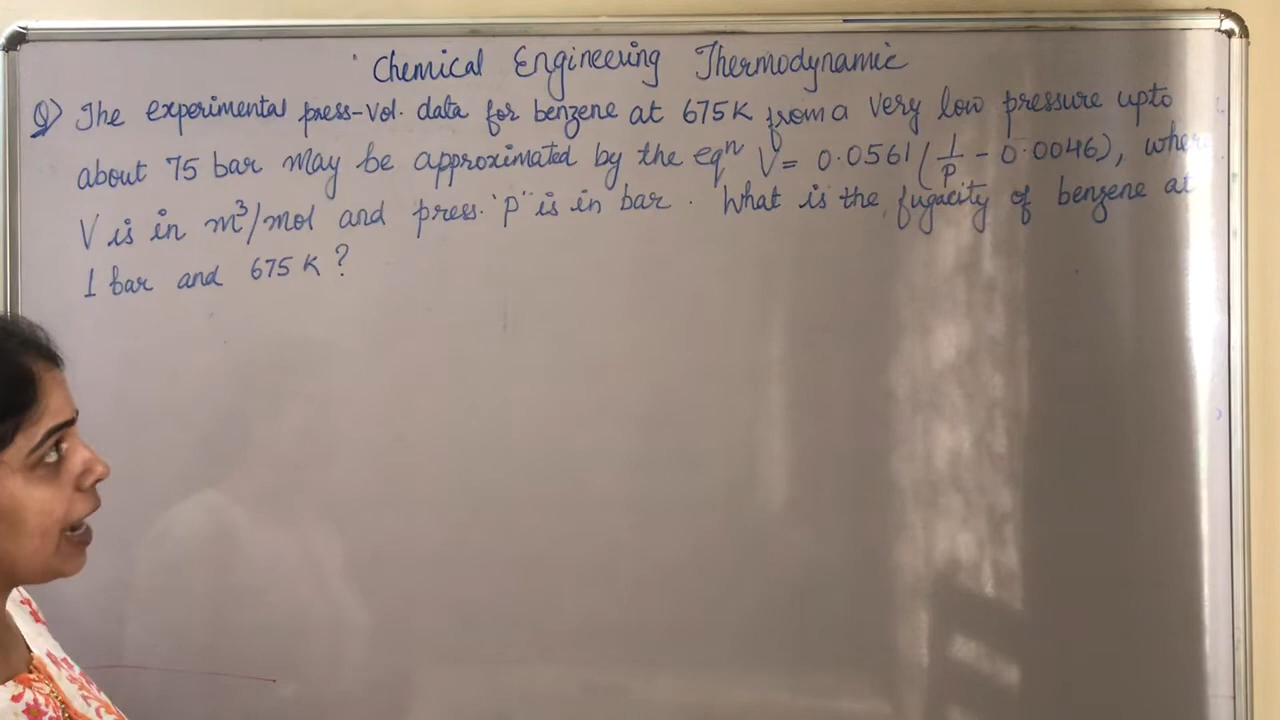 Chemical Engineering Thermodynamic
Q) The experimental press-vol. data for benzene at 675K from a very low pressure upto
about 75 bar may be approximated by the eqⁿ V = 0.0561 (1/P - 0.0046), where
V is in m³/mol and press. "P" is in bar. What is the fugacity of benzene at
1 bar and 675 K?